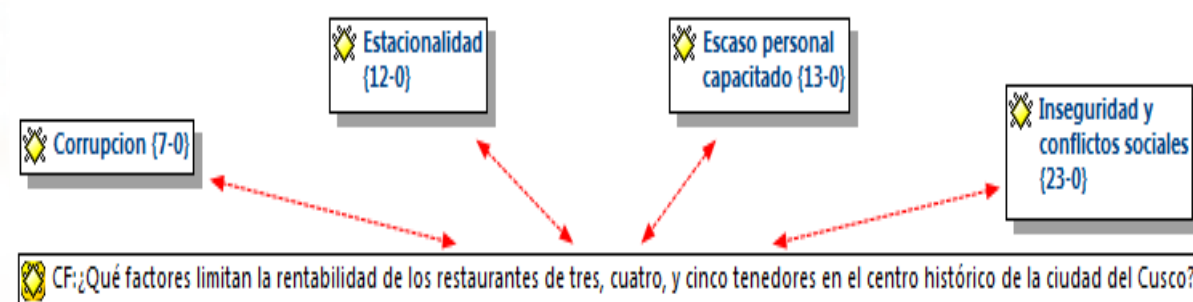 Estacionalidad
{12-0}
Escaso personal
capacitado {13-0}
Inseguridad y
conflictos sociales
{23-0}
Corrupcion {7-0}
CF:¿Qué factores limitan la rentabilidad de los restaurantes de tres, cuatro, y cinco tenedores en el centro histórico de la ciudad del Cusco?